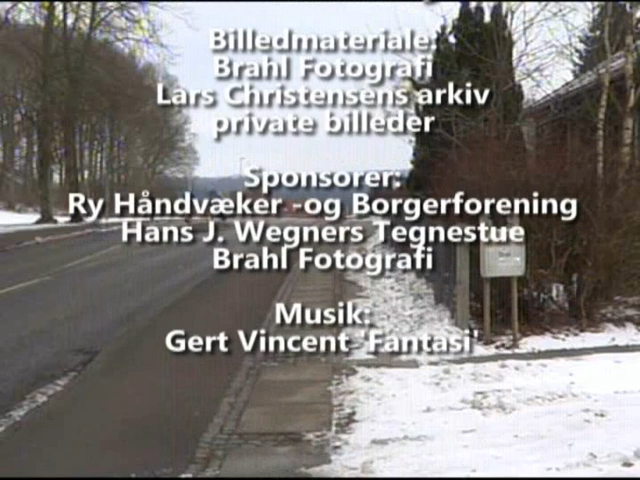 Billedmateriale:
Brahl Fotografi
Lars Christensens arkiv
private billeder
Sponsorer:
Ry Håndvæker -og Borgerforening
Hans J. Wegners Tegnestue
Brahl Fotografi
Musik:
Gert Vincent 'Fantasi'